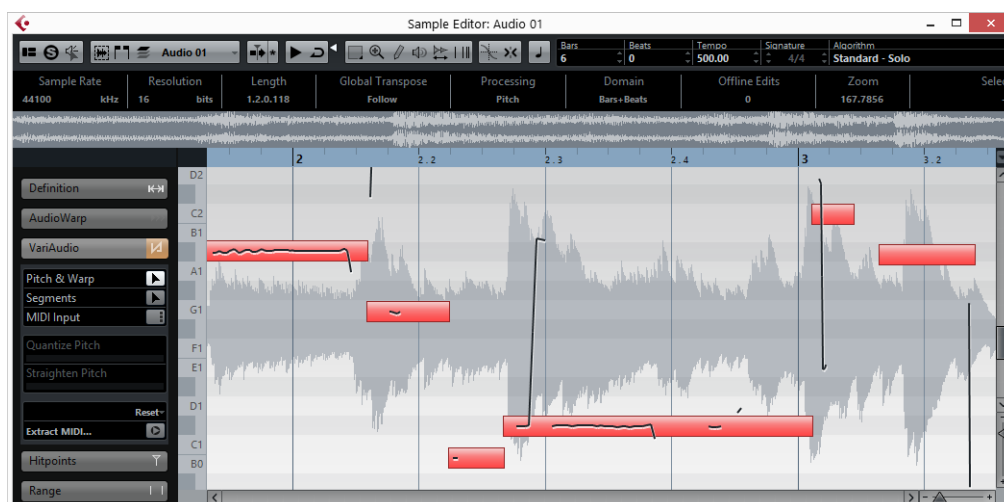 Sample Editor: Audio 01
Audio 01
Bars Beats Tempo Signature Algorithm
6 0 500.00 4/4 Standard - Solo
Sample Rate Resolution Length Global Transpose Processing Domain Offline Edits Zoom Selec
44100 kHz 16 bits 1.2.0.118 Follow Pitch Bars+Beats 0 167.7856
2 2.2 2.3 2.4 3 3.2
D2
Definition
C2
AudioWarp
B1
VariAudio
A1
Pitch & Warp
Segments
G1
MIDI Input
Quantize Pitch
F1
E1
Straighten Pitch
D1
Reset
Extract MIDI...
C1
Hitpoints
B0
Range